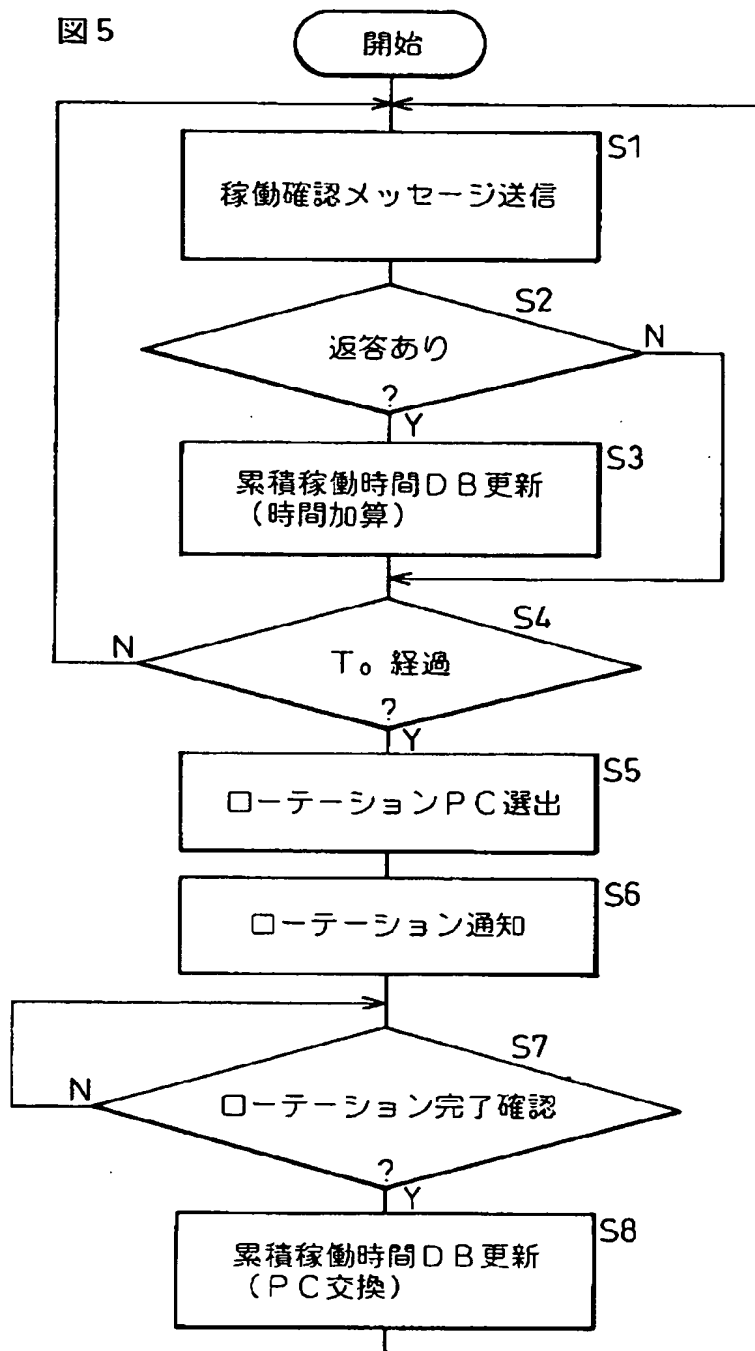 図5
開始
S1
稼働確認メッセージ送信
S2
返答あり
N
?
Y
S3
累積稼働時間DB更新
(時間加算)
S4
N
T₀ 経過
?
Y
S5
ローテーションPC選出
S6
ローテーション通知
S7
N
ローテーション完了確認
?
Y
S8
累積稼働時間DB更新
(PC交換)